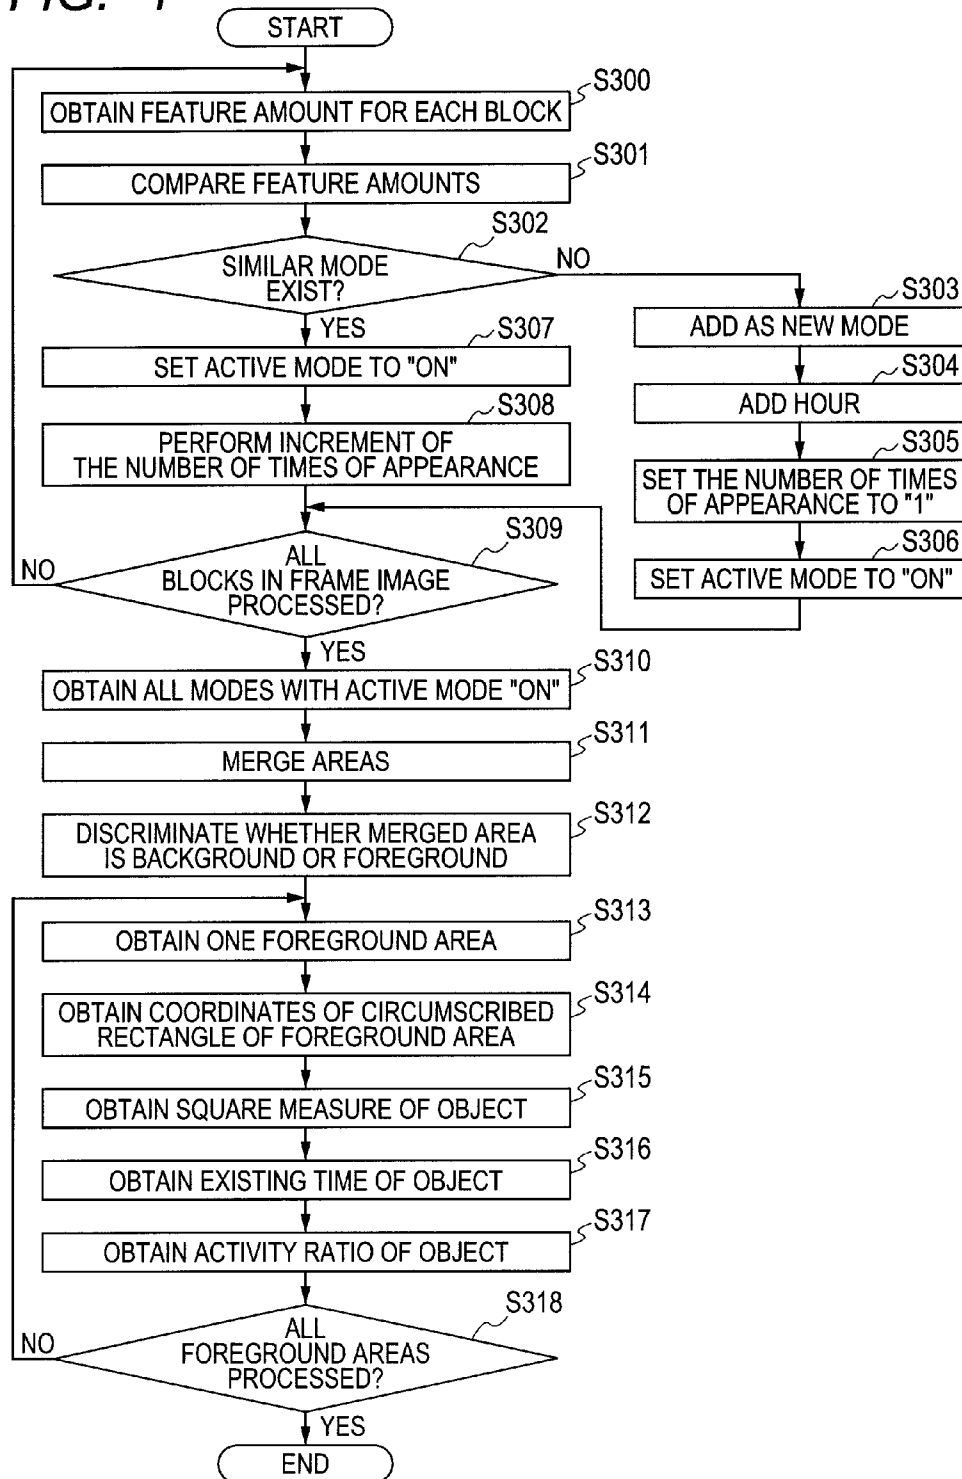 FIG.
START
S300
OBTAIN FEATURE AMOUNT FOR EACH BLOCK
S301
COMPARE FEATURE AMOUNTS
S302
SIMILAR MODE
EXIST?
NO
YES
S303
ADD AS NEW MODE
S304
ADD HOUR
S305
SET THE NUMBER OF TIMES
OF APPEARANCE TO "1"
S306
SET ACTIVE MODE TO "ON"
S307
SET ACTIVE MODE TO "ON"
S308
PERFORM INCREMENT OF
THE NUMBER OF TIMES OF APPEARANCE
S309
ALL
BLOCKS IN FRAME IMAGE
PROCESSED?
NO
YES
S310
OBTAIN ALL MODES WITH ACTIVE MODE "ON"
S311
MERGE AREAS
S312
DISCRIMINATE WHETHER MERGED AREA
IS BACKGROUND OR FOREGROUND
S313
OBTAIN ONE FOREGROUND AREA
S314
OBTAIN COORDINATES OF CIRCUMSCRIBED
RECTANGLE OF FOREGROUND AREA
S315
OBTAIN SQUARE MEASURE OF OBJECT
S316
OBTAIN EXISTING TIME OF OBJECT
S317
OBTAIN ACTIVITY RATIO OF OBJECT
S318
ALL
FOREGROUND AREAS
PROCESSED?
NO
YES
END